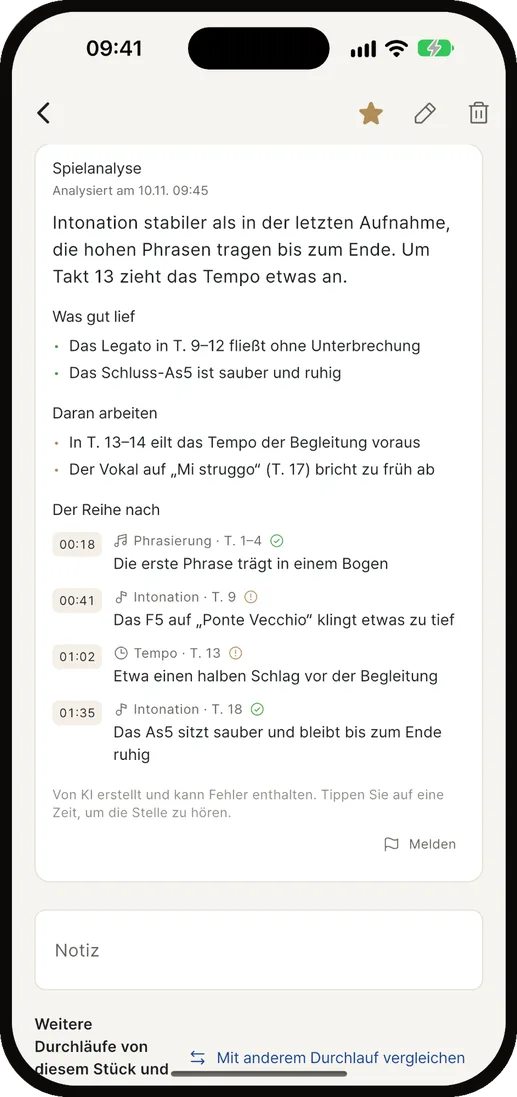 09:41
Spielanalyse
Analysiert am 10.11. 09:45
Intonation stabiler als in der letzten Aufnahme,
die hohen Phrasen tragen bis zum Ende. Um
Takt 13 zieht das Tempo etwas an.
Was gut lief
• Das Legato in T. 9–12 fließt ohne Unterbrechung
• Das Schluss-As5 ist sauber und ruhig
Daran arbeiten
• In T. 13–14 eilt das Tempo der Begleitung voraus
• Der Vokal auf „Mi struggo“ (T. 17) bricht zu früh ab
Der Reihe nach
00:18 Phrasierung · T. 1–4
Die erste Phrase trägt in einem Bogen
00:41 Intonation · T. 9
Das F5 auf „Ponte Vecchio“ klingt etwas zu tief
01:02 Tempo · T. 13
Etwa einen halben Schlag vor der Begleitung
01:35 Intonation · T. 18
Das As5 sitzt sauber und bleibt bis zum Ende
ruhig
Von KI erstellt und kann Fehler enthalten. Tippen Sie auf eine
Zeit, um die Stelle zu hören.
Melden
Notiz
Weitere
Durchläufe von
diesem Stück und
Mit anderem Durchlauf vergleichen